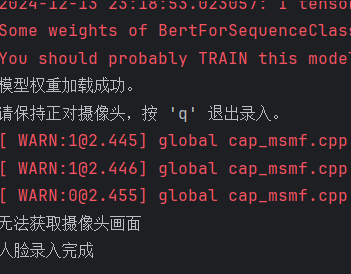 2024-12-13 23:18:53.023057: I tensor
Some weights of BertForSequenceClass
You should probably TRAIN this model
模型权重加载成功。
请保持正对摄像头，按 'q' 退出录入。
[ WARN:1@2.445] global cap_msmf.cpp
[ WARN:1@2.446] global cap_msmf.cpp
[ WARN:0@2.455] global cap_msmf.cpp
无法获取摄像头画面
人脸录入完成